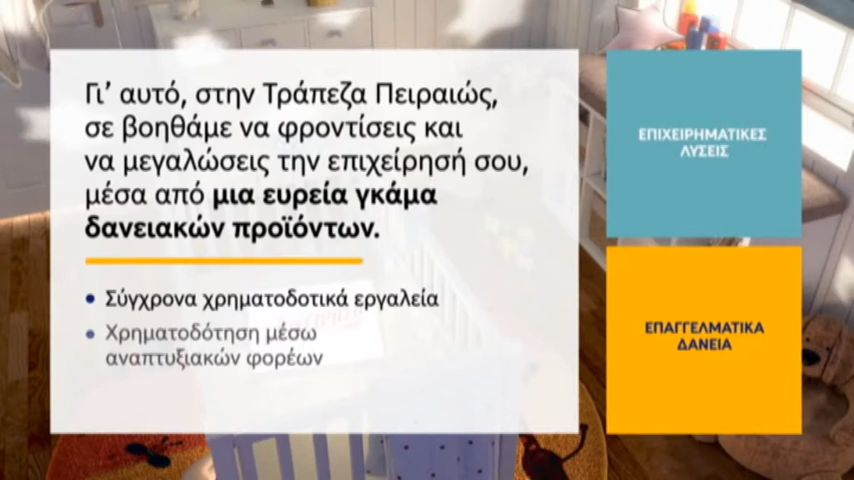 Γι' αυτό, στην Τράπεζα Πειραιώς,
σε βοηθάμε να φροντίσεις και
να μεγαλώσεις την επιχείρησή σου,
μέσα από μια ευρεία γκάμα
δανειακών προϊόντων.
• Σύγχρονα χρηματοδοτικά εργαλεία
• Χρηματοδότηση μέσω
αναπτυξιακών φορέων
ΕΠΙΧΕΙΡΗΜΑΤΙΚΕΣ
ΛΥΣΕΙΣ
ΕΠΑΓΓΕΛΜΑΤΙΚΑ
ΔΑΝΕΙΑ